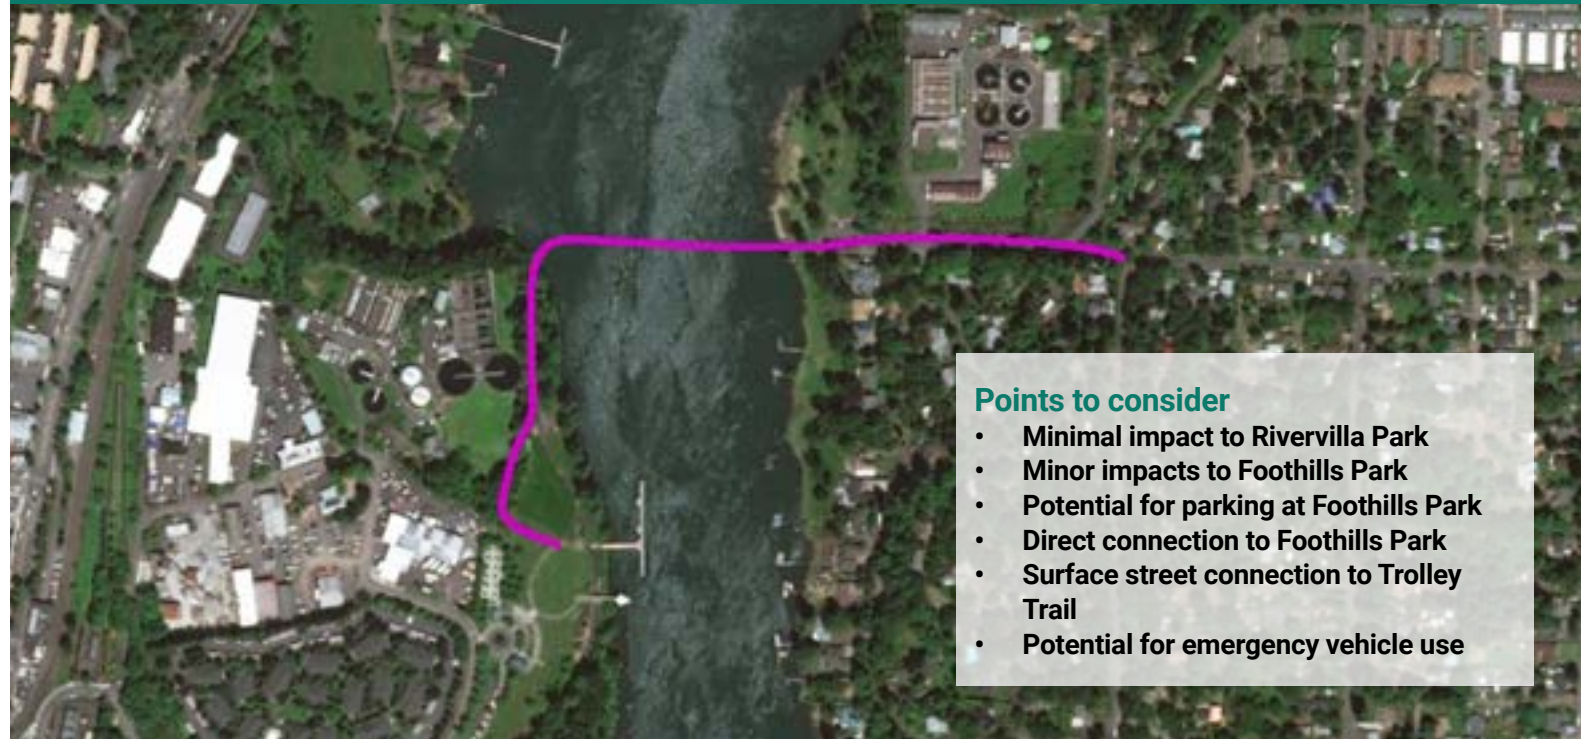 Points to consider
• Minimal impact to Rivervilla Park
• Minor impacts to Foothills Park
• Potential for parking at Foothills Park
• Direct connection to Foothills Park
• Surface street connection to Trolley
Trail
• Potential for emergency vehicle use